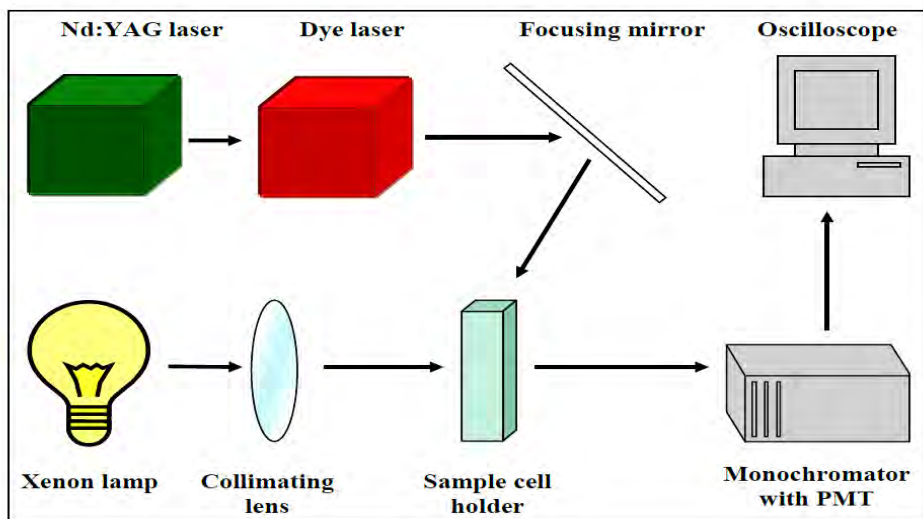 Nd:YAG laser
Dye laser
Focusing mirror
Oscilloscope
Xenon lamp
Collimating
lens
Sample cell
holder
Monochromator
with PMT